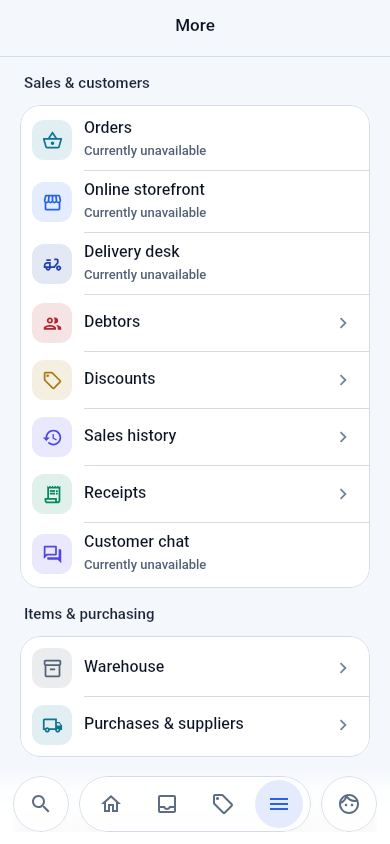 More
Sales & customers
Orders
Currently unavailable
Online storefront
Currently unavailable
Delivery desk
Currently unavailable
Debtors
Discounts
Sales history
Receipts
Customer chat
Currently unavailable
Items & purchasing
Warehouse
Purchases & suppliers